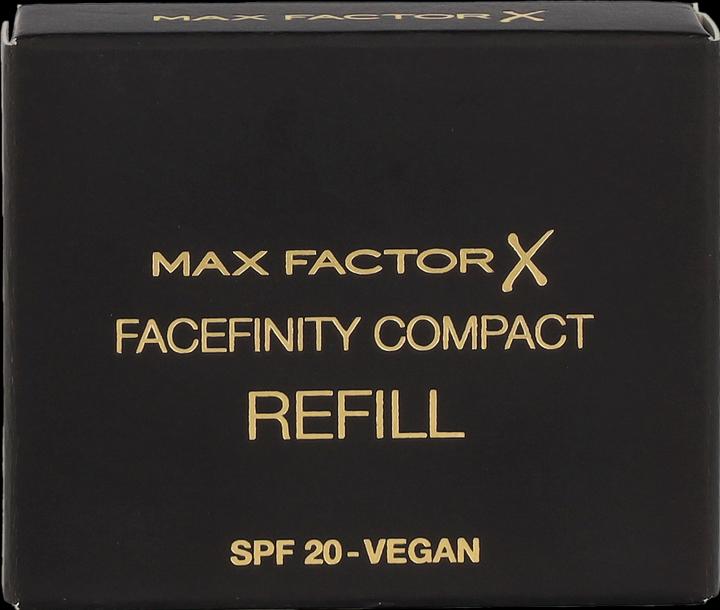 MAX FACTOR X
MAX FACTOR X
FACEFINITY COMPACT
REFILL
SPF 20 - VEGAN